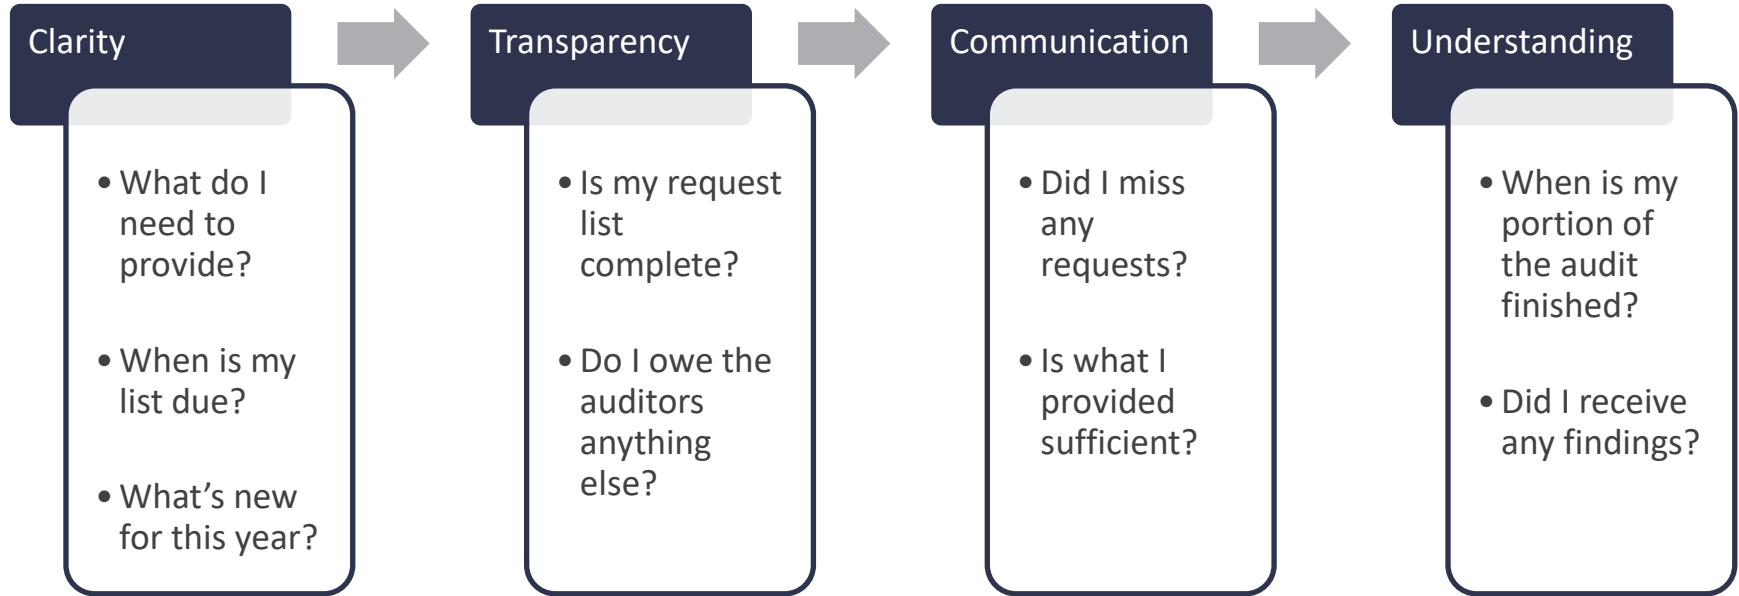 Clarity
• What do I
need to
provide?
• When is my
list due?
• What’s new
for this year?
Transparency
• Is my request
list
complete?
• Do I owe the
auditors
anything
else?
Communication
• Did I miss
any
requests?
• Is what I
provided
sufficient?
Understanding
• When is my
portion of
the audit
finished?
• Did I receive
any findings?